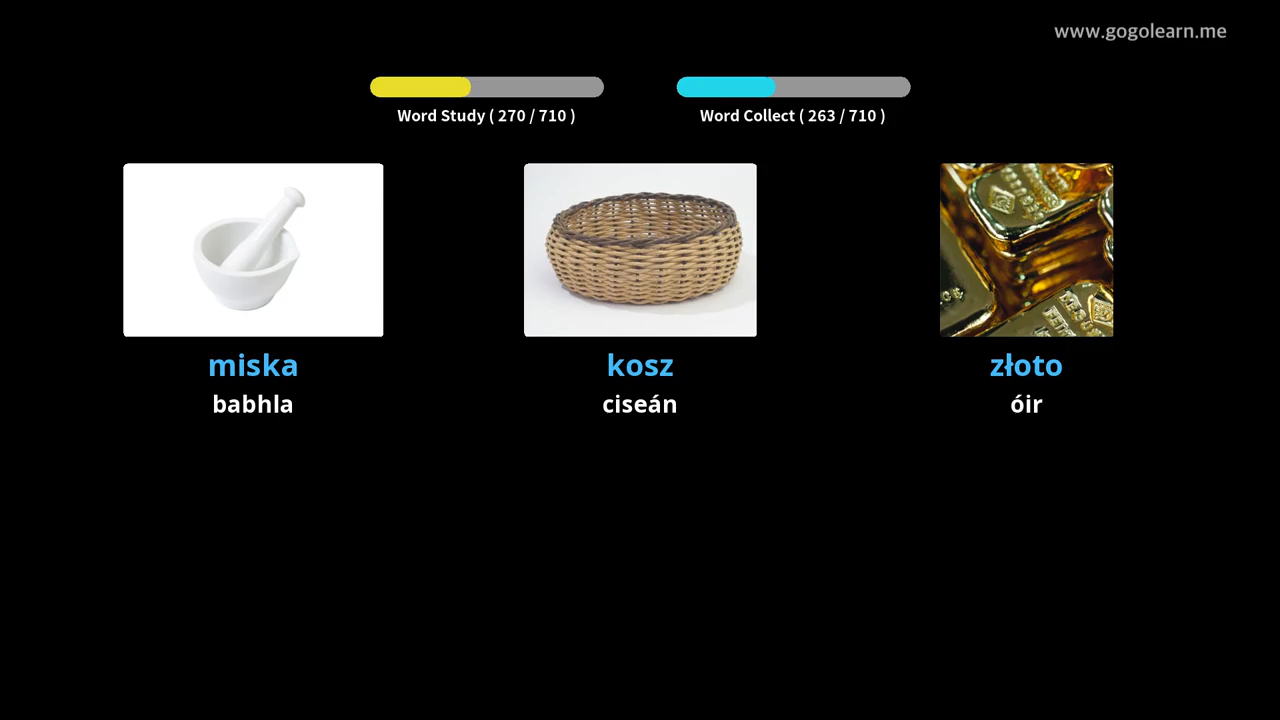 www.gogolearn.me
Word Study ( 270 / 710 )
Word Collect ( 263 / 710 )
miska
babhla
kosz
ciseán
złoto
óir